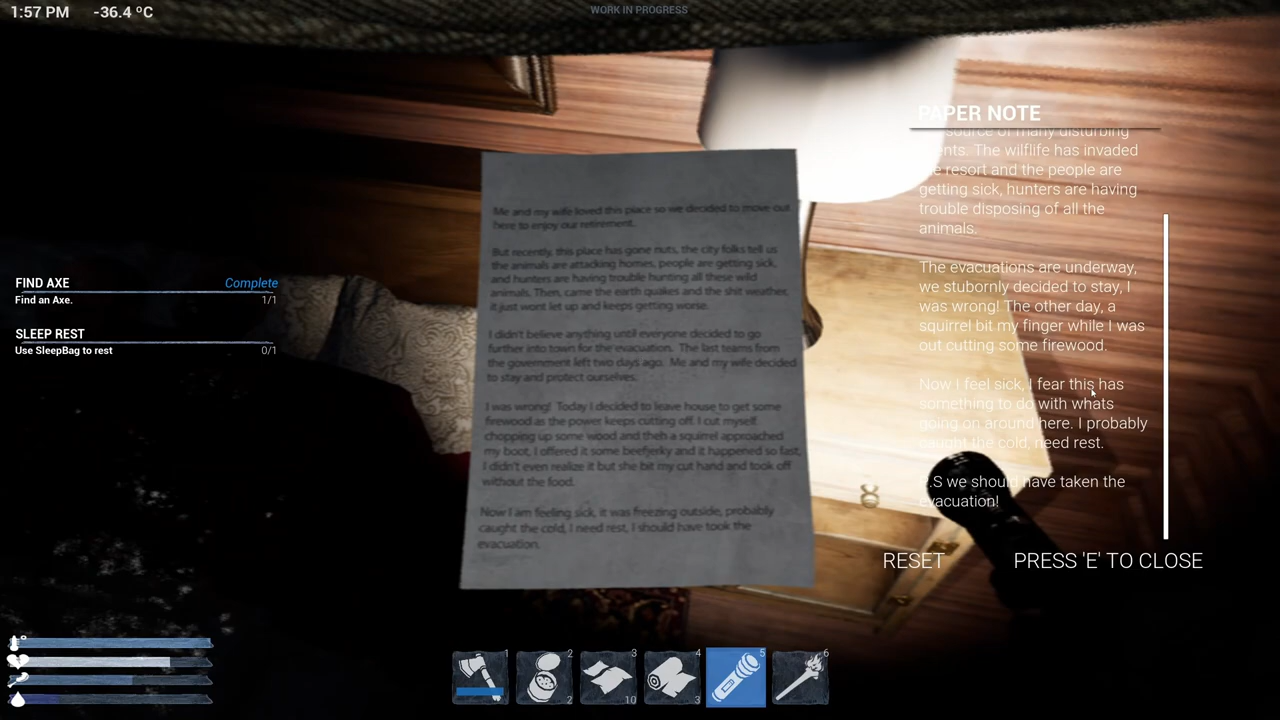 1:57 PM -36.4 ºC
WORK IN PROGRESS
FIND AXE Complete
Find an Axe. 1/1
SLEEP REST
Use SleepBag to rest 0/1
Me and my wife loved this place so we decided to move out
here to enjoy our retirement.
But recently, this place has gone nuts, the city folks tell us
the animals are attacking homes, people are getting sick,
and hunters are having trouble hunting all these wild
animals. Then, came the earth quakes and the shit weather,
it just wont let up and keeps getting worse.
I didn't believe anything until everyone decided to go
further into town for the evacuation. The last teams from
the government left two days ago. Me and my wife decided
to stay and protect ourselves.
I was wrong! Today I decided to leave house to get some
firewood as the power keeps cutting off. I cut myself
chopping up some wood and theh a squirrel approached
my boot, I offered it some beefjerky and it happened so fast,
I didn't even realize it but she bit my cut hand and took off
without the food.
Now I am feeling sick, it was freezing outside, probably
caught the cold, I need rest, I should have took the
evacuation.
PAPER NOTE
source of many disturbing
. The wilflife has invaded
resort and the people are
getting sick, hunters are having
trouble disposing of all the
animals.
The evacuations are underway,
we stubornly decided to stay, I
was wrong! The other day, a
squirrel bit my finger while I was
out cutting some firewood.
Now I feel sick, I fear this has
something to do with whats
going on around here. I probably
caught the cold, need rest.
P.S we should have taken the
evacuation!
RESET PRESS 'E' TO CLOSE
1 2 3 4 5 6
2 10 3